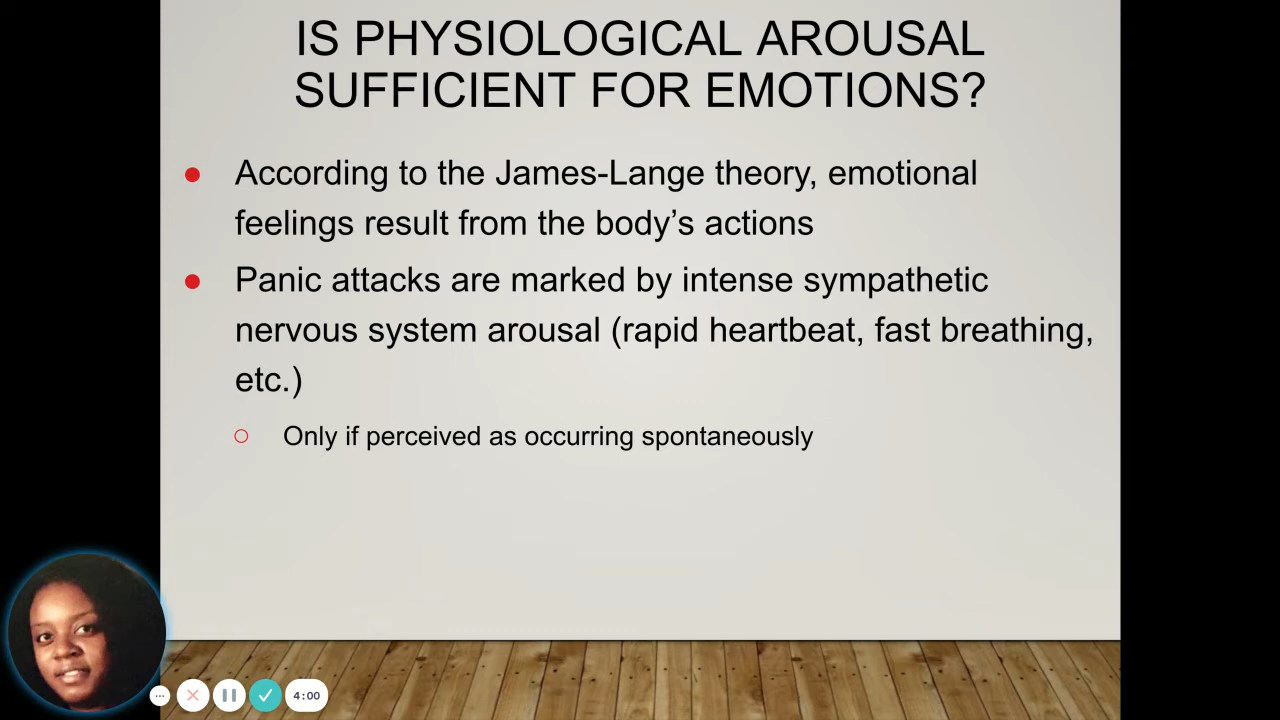 IS PHYSIOLOGICAL AROUSAL
SUFFICIENT FOR EMOTIONS?
● According to the James-Lange theory, emotional
feelings result from the body’s actions
● Panic attacks are marked by intense sympathetic
nervous system arousal (rapid heartbeat, fast breathing,
etc.)
○ Only if perceived as occurring spontaneously
4:00